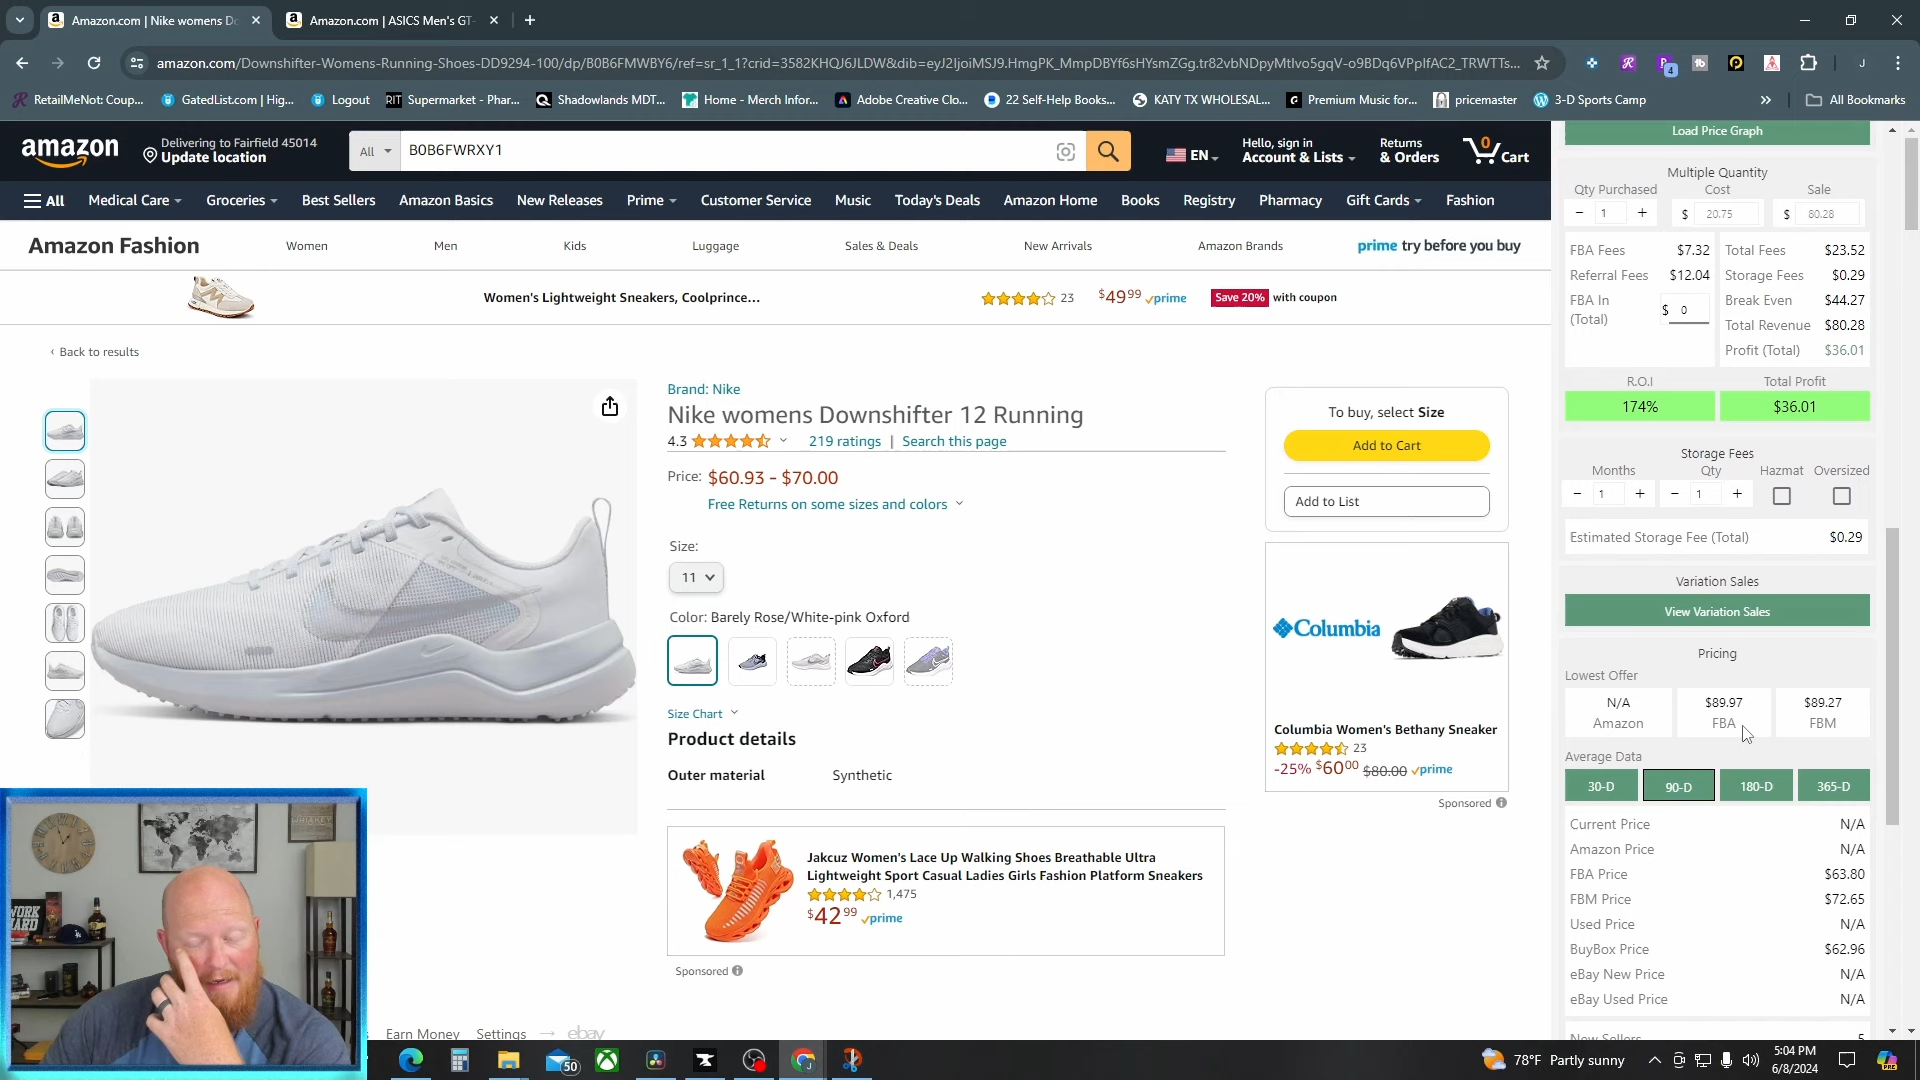 Amazon.com | Nike womens Do
Amazon.com | ASICS Men's GT-
amazon.com/Downshifter-Womens-Running-Shoes-DD9294-100/dp/B0B6FMWBY6/ref=sr_1_1?crid=3582KHQJ6JLDW&dib=eyJ2IjoiMSJ9.HmgPK_MmpDBYf6sHYsmZGg.tr82vbNDpyMtIvo5gqV-o9BDq6VPpIfAC2_TRWTTs...
4
J
RetailMeNot: Coup...
GatedList.com | Hig...
Logout
RIT Supermarket - Phar...
Shadowlands MDT...
Home - Merch Infor...
Adobe Creative Clo...
22 Self-Help Books...
KATY TX WHOLESAL...
Premium Music for...
pricemaster
3-D Sports Camp
All Bookmarks
amazon
Delivering to Fairfield 45014
Update location
All
B0B6FWRXY1
EN
Hello, sign in
Account & Lists
Returns
& Orders
0
Cart
All
Medical Care
Groceries
Best Sellers
Amazon Basics
New Releases
Prime
Customer Service
Music
Today's Deals
Amazon Home
Books
Registry
Pharmacy
Gift Cards
Fashion
Amazon Fashion
Women
Men
Kids
Luggage
Sales & Deals
New Arrivals
Amazon Brands
prime try before you buy
Women's Lightweight Sneakers, Coolprince...
23
$49.99 prime
Save 20% with coupon
‹ Back to results
Brand: Nike
Nike womens Downshifter 12 Running
4.3
219 ratings | Search this page
Price: $60.93 - $70.00
Free Returns on some sizes and colors
Size:
11
Color: Barely Rose/White-pink Oxford
Size Chart
Product details
Outer material Synthetic
Jakcuz Women's Lace Up Walking Shoes Breathable Ultra
Lightweight Sport Casual Ladies Girls Fashion Platform Sneakers
1,475
$42.99 prime
Sponsored
To buy, select Size
Add to Cart
Add to List
Columbia
Columbia Women's Bethany Sneaker
23
-25% $60.00 $80.00 prime
Sponsored
Load Price Graph
Multiple Quantity
Qty Purchased Cost Sale
− 1 + $ 20.75 $ 80.28
FBA Fees $7.32
Referral Fees $12.04
FBA In
(Total)
$ 0
Total Fees $23.52
Storage Fees $0.29
Break Even $44.27
Total Revenue $80.28
Profit (Total) $36.01
R.O.I Total Profit
174% $36.01
Storage Fees
Months Qty Hazmat Oversized
− 1 + − 1 +
Estimated Storage Fee (Total) $0.29
Variation Sales
View Variation Sales
Pricing
Lowest Offer
N/A $89.97 $89.27
Amazon FBA FBM
Average Data
30-D 90-D 180-D 365-D
Current Price N/A
Amazon Price N/A
FBA Price $63.80
FBM Price $72.65
Used Price N/A
BuyBox Price $62.96
eBay New Price N/A
eBay Used Price N/A
New Sellers 5
WHISKEY
WORK
HARD
Earn Money Settings → ebay
50
78°F Partly sunny
5:04 PM
6/8/2024